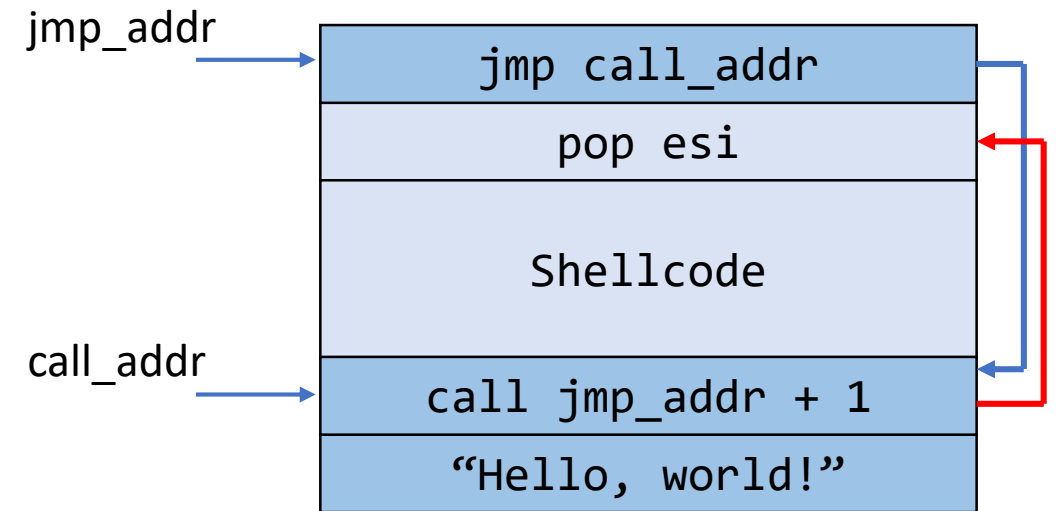 jmp_addr
jmp call_addr
pop esi
Shellcode
call_addr
call jmp_addr + 1
“Hello, world!”